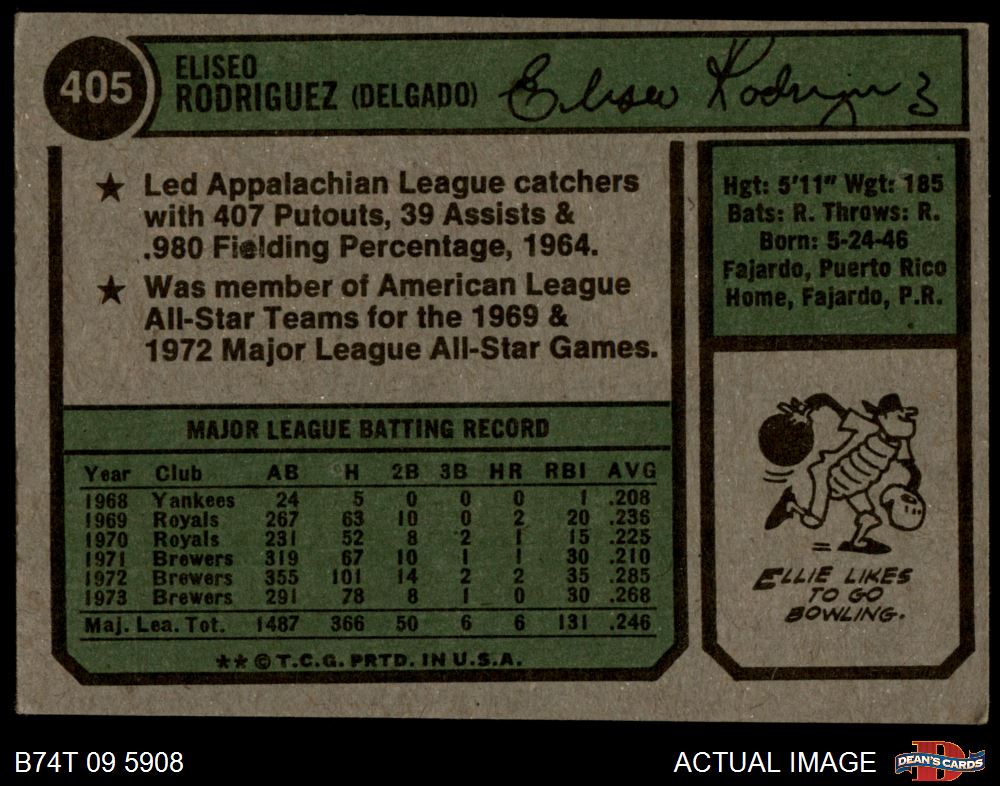 405
ELISEO
RODRIGUEZ (DELGADO)
Eliseo Rodriguez
★ Led Appalachian League catchers
with 407 Putouts, 39 Assists &
.980 Fielding Percentage, 1964.
★ Was member of American League
All-Star Teams for the 1969 &
1972 Major League All-Star Games.
Hgt: 5'11" Wgt: 185
Bats: R. Throws: R.
Born: 5-24-46
Fajardo, Puerto Rico
Home, Fajardo, P.R.
MAJOR LEAGUE BATTING RECORD
Year Club AB H 2B 3B HR RBI AVG
1968 Yankees 24 5 0 0 0 1 .208
1969 Royals 267 63 10 0 2 20 .236
1970 Royals 231 52 8 2 1 15 .225
1971 Brewers 319 67 10 1 1 30 .210
1972 Brewers 355 101 14 2 2 35 .285
1973 Brewers 291 78 8 1 0 30 .268
Maj. Lea. Tot. 1487 366 50 6 6 131 .246
★★©T.C.G. PRTD. IN U.S.A.
ELLIE LIKES
TO GO
BOWLING.
B74T 09 5908
ACTUAL IMAGE
D
DEAN'S CARDS